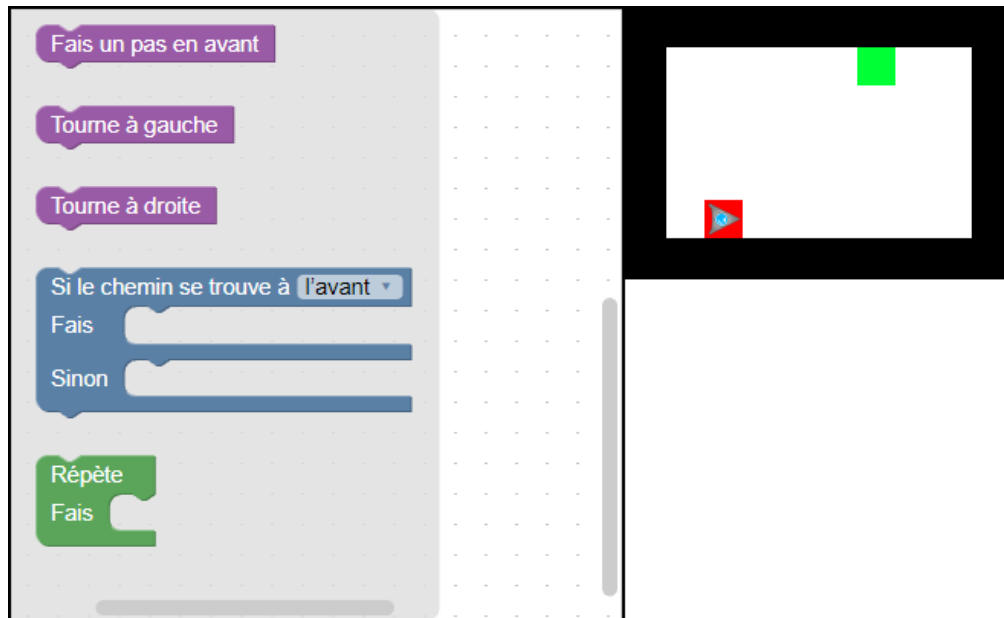 Fais un pas en avant
Tourne à gauche
Tourne à droite
Si le chemin se trouve à l'avant
Fais
Sinon
Répète
Fais